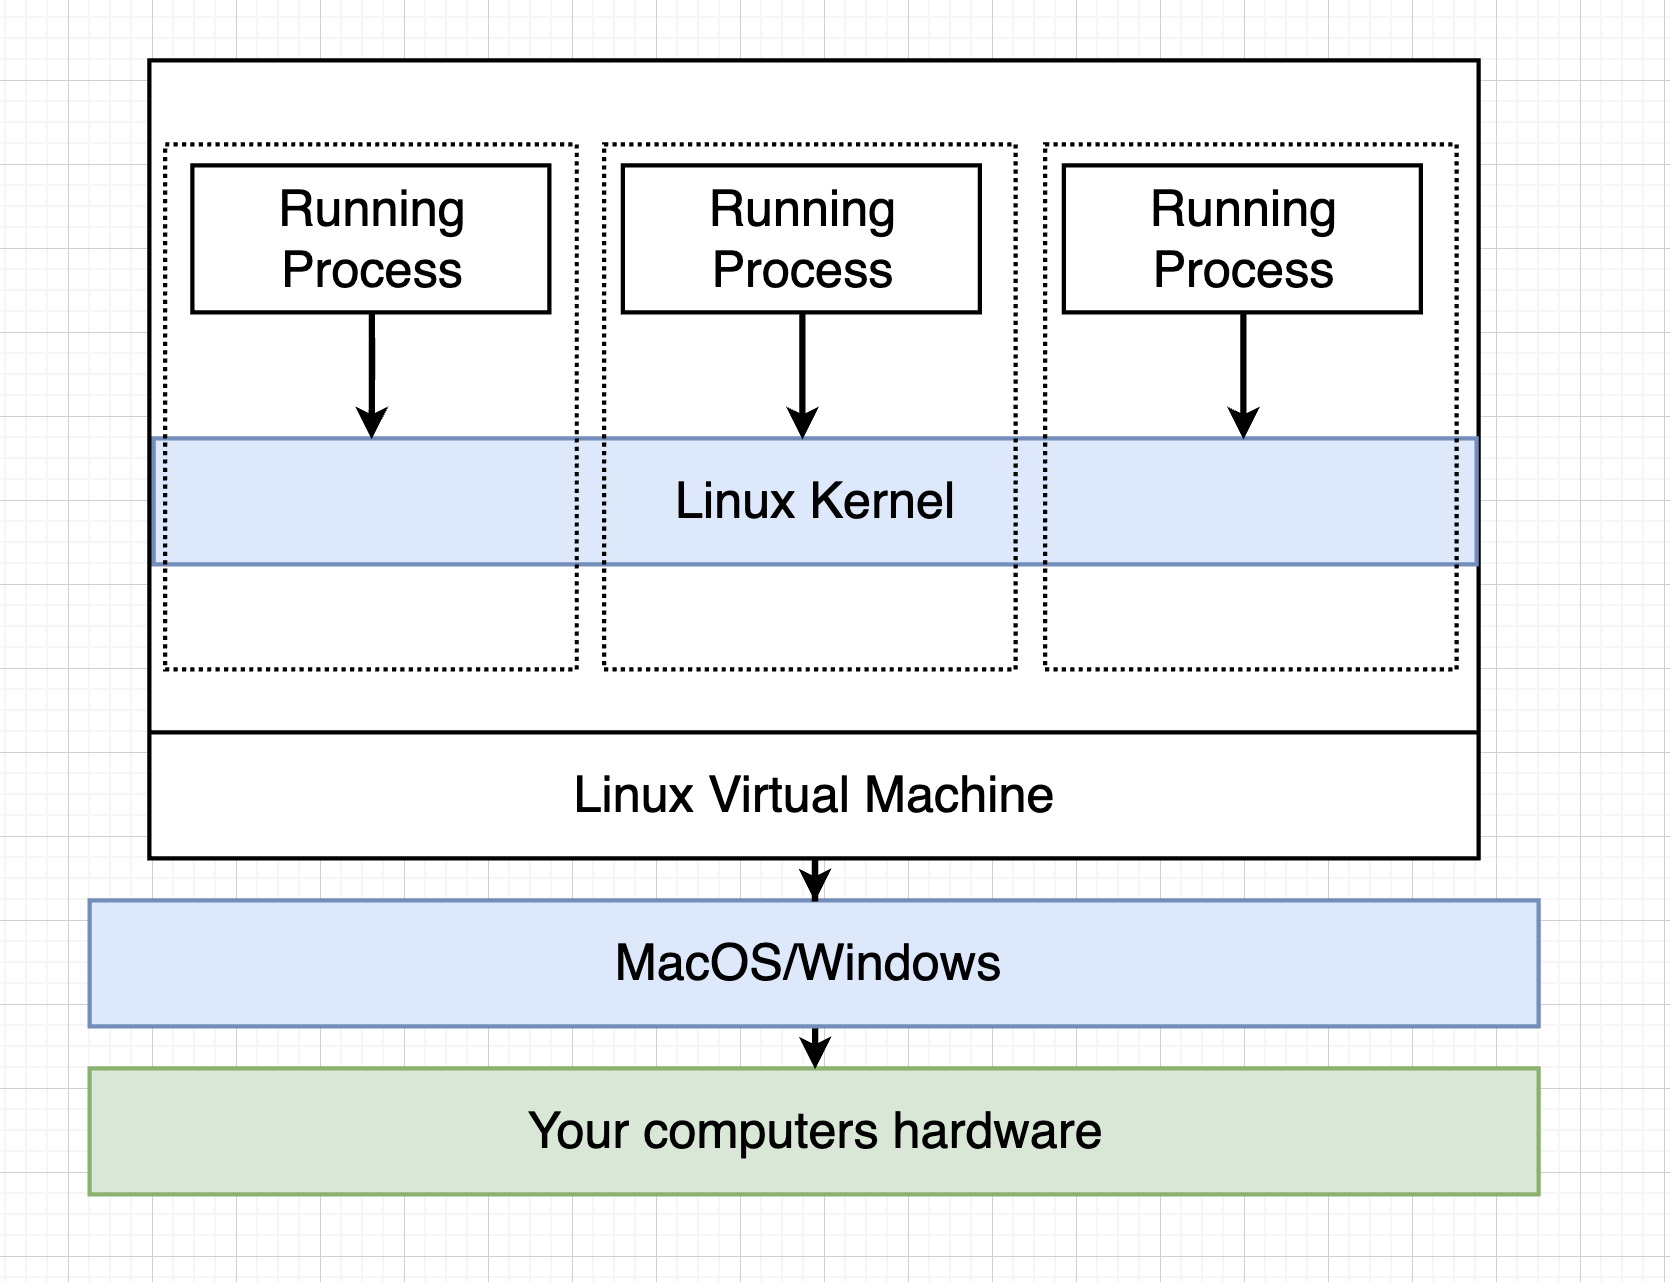 Running
Process
Running
Process
Running
Process
Linux Kernel
Linux Virtual Machine
MacOS/Windows
Your computers hardware